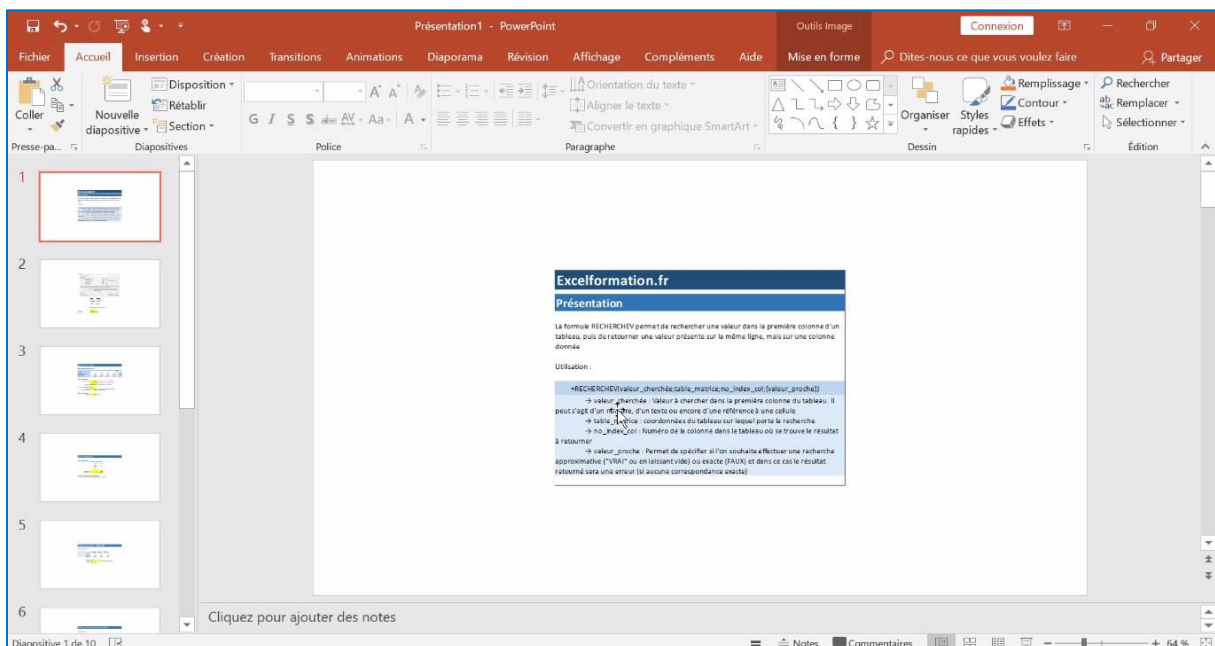 Présentation1 - PowerPoint
Outils Image
Connexion
Fichier Accueil Insertion Création Transitions Animations Diaporama Révision Affichage Compléments Aide Mise en forme Dites-nous ce que vous voulez faire Partager
Coller
Presse-pa...
Nouvelle
diapositive
Disposition
Rétablir
Section
Diapositives
G I S S abc AV Aa A
Police
Orientation du texte
Aligner le texte
Convertir en graphique SmartArt
Paragraphe
Organiser
Styles
rapides
Remplissage
Contour
Effets
Dessin
Rechercher
Remplacer
Sélectionner
Édition
1
2
3
4
5
6
Excelformation.fr
Présentation
La formule RECHERCHEV permet de rechercher une valeur dans la première colonne d'un
tableau, puis de retourner une valeur présente sur la même ligne, mais sur une colonne
donnée
Utilisation :
=RECHERCHEV(valeur_cherchée;table_matrice;no_index_col;[valeur_proche])
→ valeur_cherchée : Valeur à chercher dans la première colonne du tableau. Il
peut s'agit d'un nombre, d'un texte ou encore d'une référence à une cellule
→ table_matrice : coordonnées du tableau sur lequel porte la recherche
→ no_index_col : Numéro de la colonne dans le tableau où se trouve le résultat
à retourner
→ valeur_proche : Permet de spécifier si l'on souhaite effectuer une recherche
approximative ("VRAI" ou en laissant vide) ou exacte (FAUX) et dans ce cas le résultat
retourné sera une erreur (si aucune correspondance exacte)
Cliquez pour ajouter des notes
Diapositive 1 de 10
Notes
Commentaires
64 %